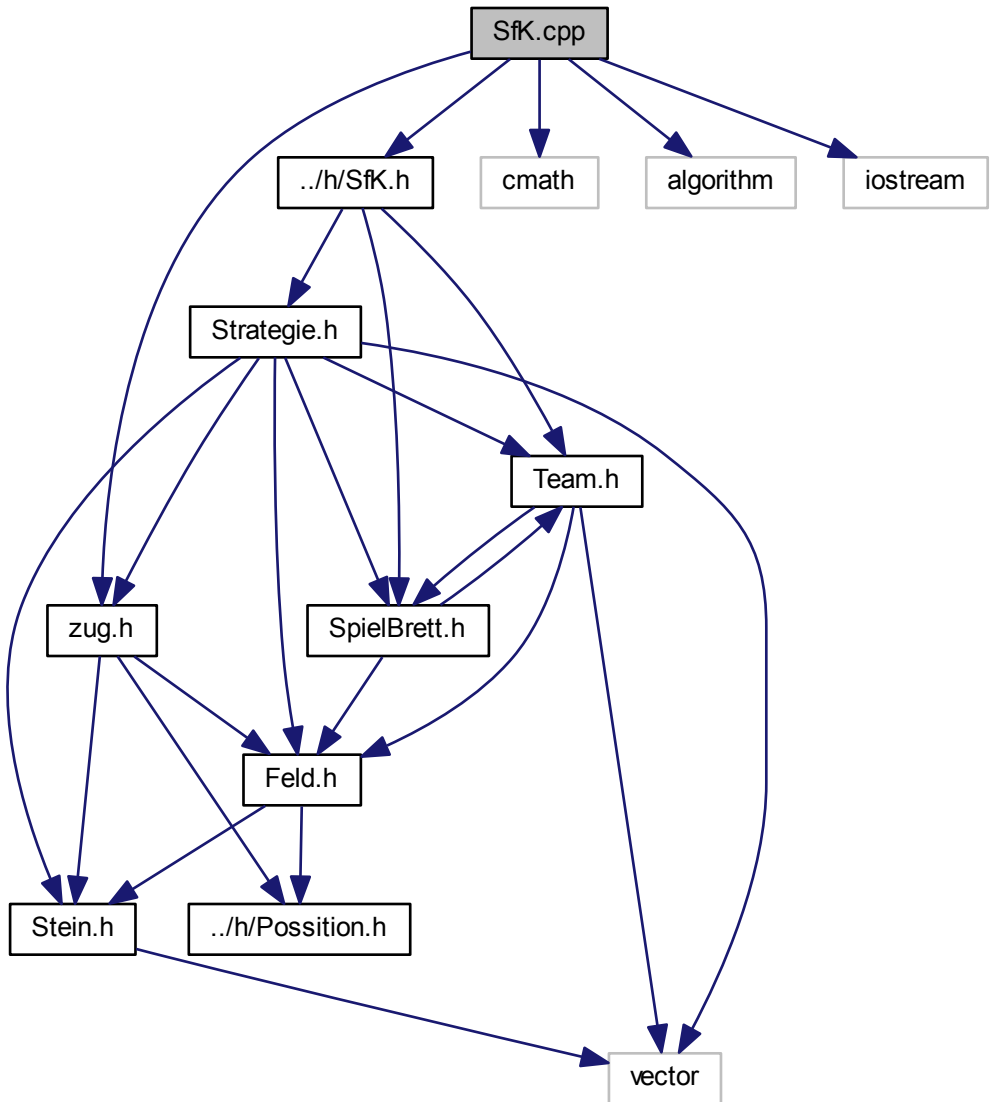 SfK.cpp
../h/SfK.h
cmath
algorithm
iostream
Strategie.h
Team.h
zug.h
SpielBrett.h
Feld.h
Stein.h
../h/Possition.h
vector